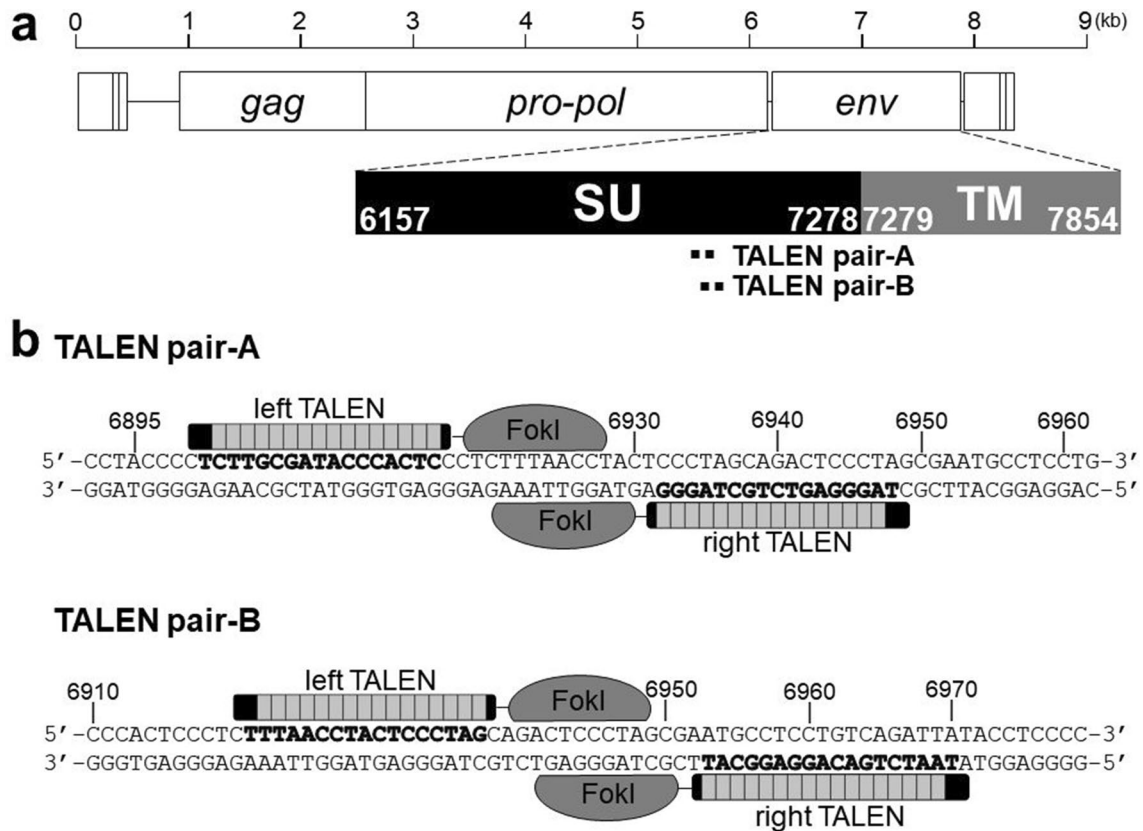 a
0 1 2 3 4 5 6 7 8 9 (kb)
gag pro-pol env
SU TM
6157 7278 7279 7854
TALEN pair-A
TALEN pair-B
b TALEN pair-A
left TALEN
6895 FokI 6930 6940 6950 6960
5’-CCTACCCCTCTTGCGATACCCACTCCCTCTTTAACCTACTCCCTAGCAGACTCCCTAGCGAATGCCTCCTG-3’
3’-GGATGGGGAGAACGCTATGGGTGAGGGAGAAATTGGATGAGGGATCGTCTGAGGGATCGCTTACGGAGGAC-5’
FokI
right TALEN
TALEN pair-B
left TALEN
6910 FokI 6950 6960 6970
5’-CCCACTCCCTCTTTAACCTACTCCCTAGCAGACTCCCTAGCGAATGCCTCCTGTCAGATTATACCTCCCC-3’
3’-GGGTGAGGGAGAAATTGGATGAGGGATCGTCTGAGGGATCGCTTACGGAGGACAGTCTAATATGGAGGGG-5’
FokI
right TALEN